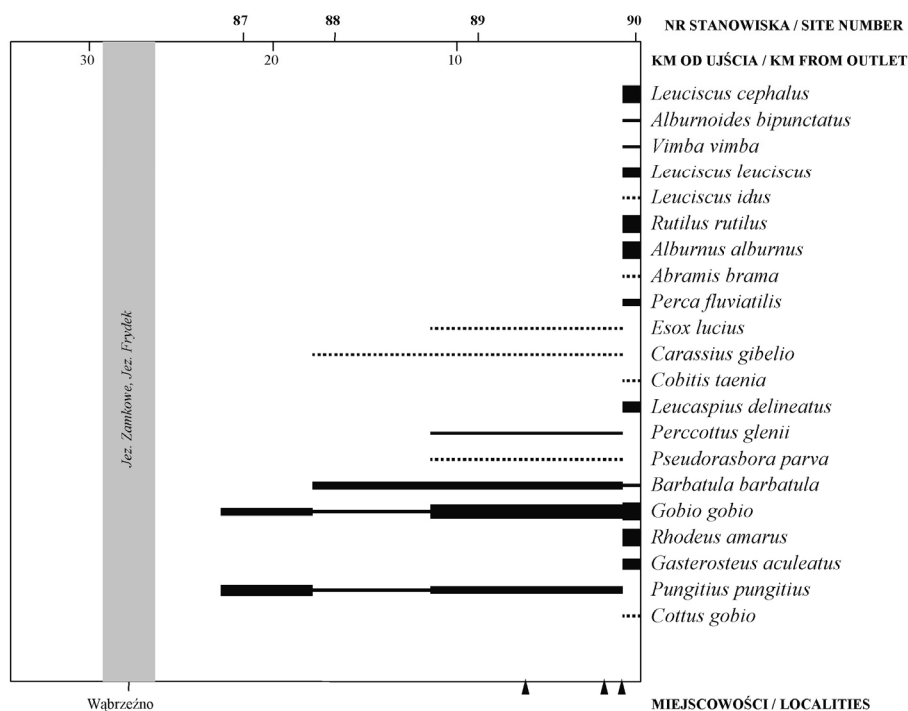 87 88 89 90 NR STANOWISKA / SITE NUMBER
30 20 10 KM OD UJŚCIA / KM FROM OUTLET
Leuciscus cephalus
Alburnoides bipunctatus
Vimba vimba
Leuciscus leuciscus
Leuciscus idus
Rutilus rutilus
Alburnus alburnus
Abramis brama
Perca fluviatilis
Esox lucius
Carassius gibelio
Cobitis taenia
Leucaspius delineatus
Perccottus glenii
Pseudorasbora parva
Barbatula barbatula
Gobio gobio
Rhodeus amarus
Gasterosteus aculeatus
Pungitius pungitius
Cottus gobio
Jez. Zamkowe, Jez. Frydek
Wąbrzeźno MIEJSCOWOŚCI / LOCALITIES